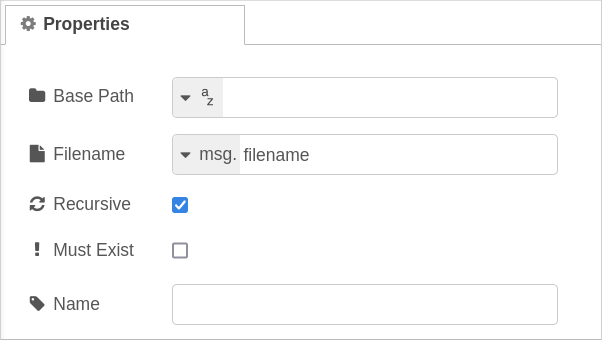 Properties
Base Path az
Filename msg. filename
Recursive
Must Exist
Name